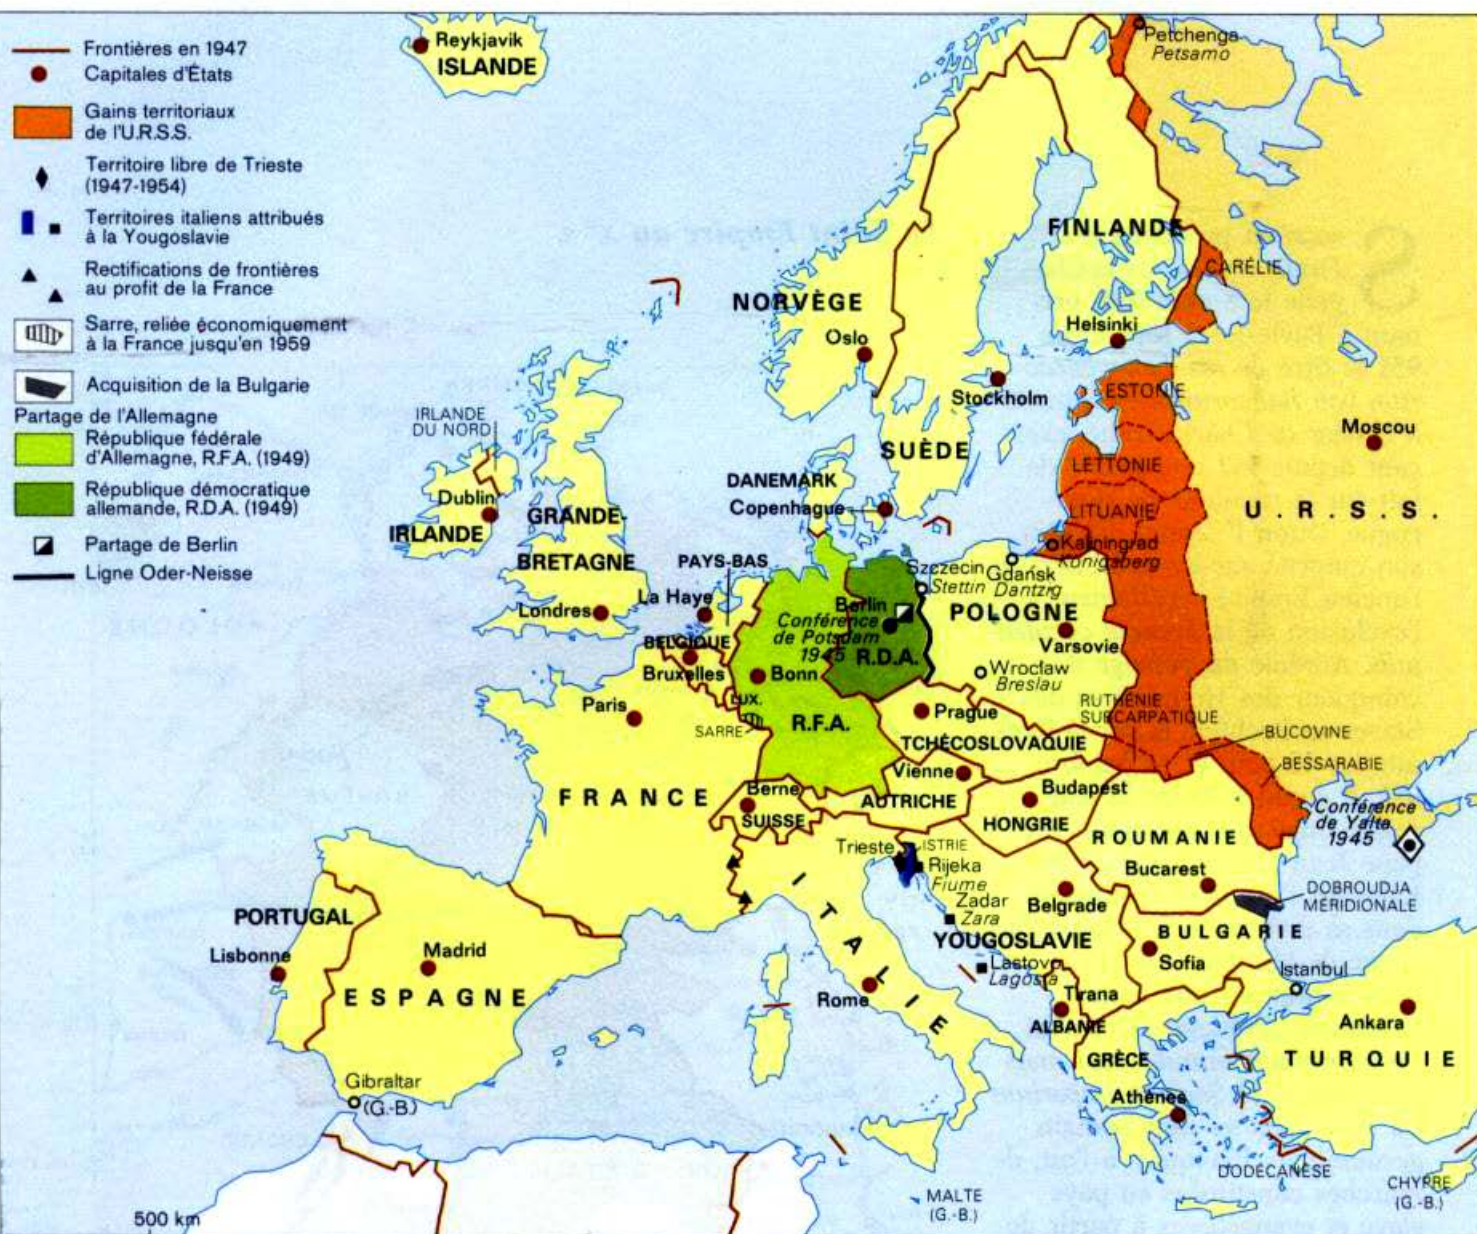 Frontières en 1947
Capitales d'États
Gains territoriaux
de l'U.R.S.S.
Territoire libre de Trieste
(1947-1954)
Territoires italiens attribués
à la Yougoslavie
Rectifications de frontières
au profit de la France
Sarre, reliée économiquement
à la France jusqu'en 1959
Acquisition de la Bulgarie
Partage de l'Allemagne
République fédérale
d'Allemagne, R.F.A. (1949)
République démocratique
allemande, R.D.A. (1949)
Partage de Berlin
Ligne Oder-Neisse
500 km
Reykjavik
ISLANDE
Petchenga
Petsamo
FINLANDE
CARÉLIE
NORVÈGE
Oslo
Helsinki
Stockholm
SUÈDE
ESTONIE
Moscou
LETTONIE
LITUANIE
U.R.S.S.
IRLANDE
DU NORD
Dublin
IRLANDE
GRANDE-
BRETAGNE
Londres
DANEMARK
Copenhague
PAYS-BAS
La Haye
BELGIQUE
Bruxelles
LUX.
SARRE
Kaliningrad
Königsberg
Szczecin
Stettin
Gdańsk
Dantzig
Berlin
Conférence
de Potsdam
1945
R.D.A.
POLOGNE
Varsovie
Wrocław
Breslau
Bonn
R.F.A.
Paris
FRANCE
Prague
TCHÉCOSLOVAQUIE
RUTHÉNIE
SUBCARPATIQUE
BUCOVINE
BESSARABIE
Vienne
AUTRICHE
Berne
SUISSE
Budapest
HONGRIE
ROUMANIE
Bucarest
Conférence
de Yalta
1945
Trieste
ISTRIE
Rijeka
Fiume
Zadar
Zara
Belgrade
YOUGOSLAVIE
Lastovo
Lagosta
DOBROUDJA
MÉRIDIONALE
BULGARIE
Sofia
Istanbul
Tirana
ALBANIE
GRÈCE
Athènes
Ankara
TURQUIE
DODÉCANÈSE
CHYPRE
(G.-B.)
MALTE
(G.-B.)
ITALIE
Rome
PORTUGAL
Lisbonne
Madrid
ESPAGNE
Gibraltar
(G.-B.)